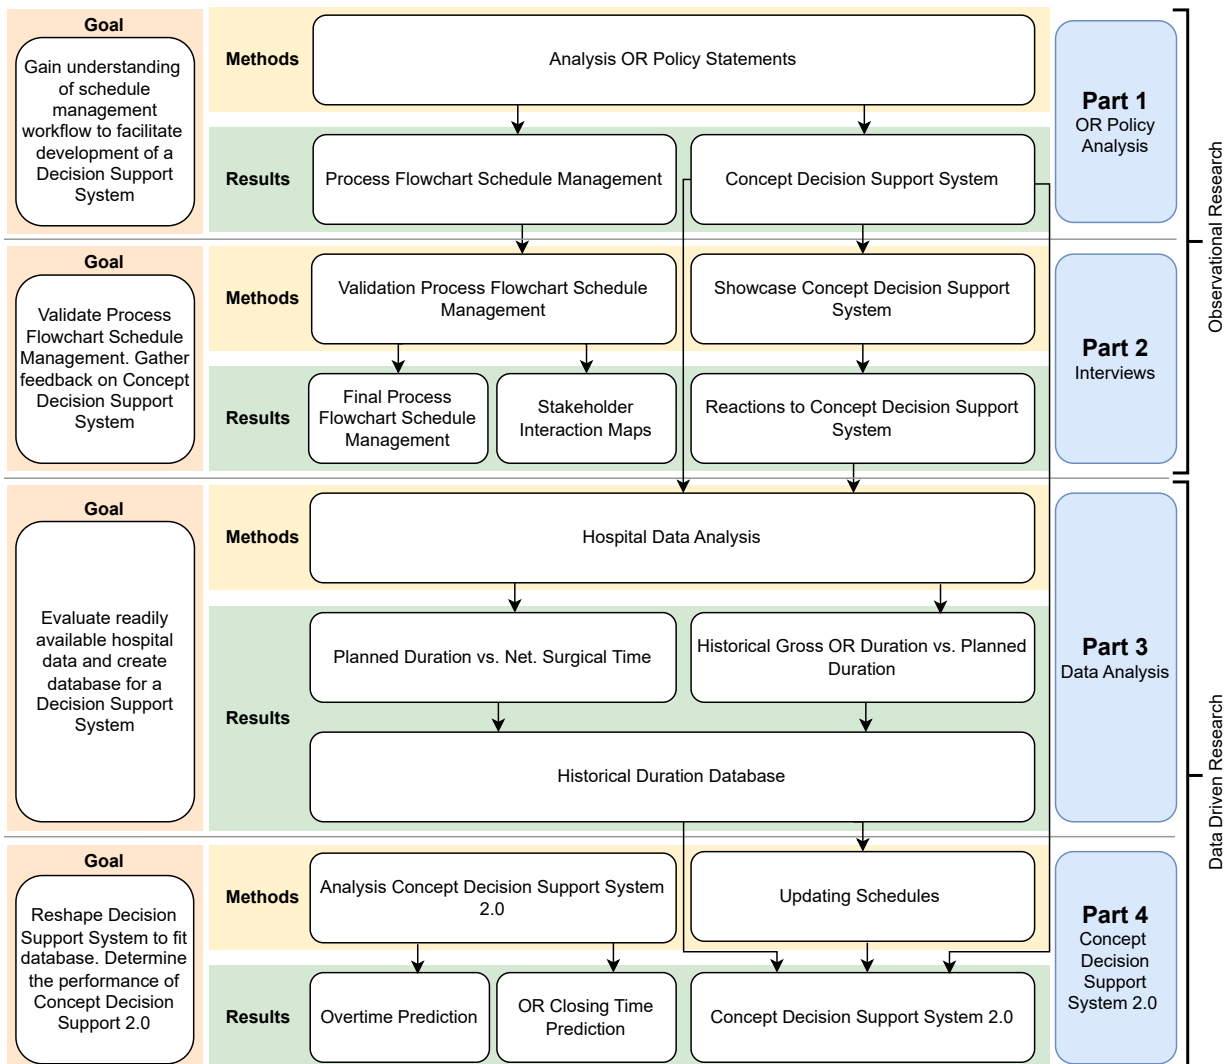 Goal
Gain understanding
of schedule
management
workflow to facilitate
development of a
Decision Support
System
Methods
Analysis OR Policy Statements
Results
Process Flowchart Schedule Management
Concept Decision Support System
Part 1
OR Policy
Analysis
Observational Research
Goal
Validate Process
Flowchart Schedule
Management. Gather
feedback on Concept
Decision Support
System
Methods
Validation Process Flowchart Schedule
Management
Showcase Concept Decision Support
System
Results
Final Process
Flowchart Schedule
Management
Stakeholder
Interaction Maps
Reactions to Concept Decision Support
System
Part 2
Interviews
Goal
Evaluate readily
available hospital
data and create
database for a
Decision Support
System
Methods
Hospital Data Analysis
Results
Planned Duration vs. Net. Surgical Time
Historical Gross OR Duration vs. Planned
Duration
Historical Duration Database
Part 3
Data Analysis
Data Driven Research
Goal
Reshape Decision
Support System to fit
database. Determine
the performance of
Concept Decision
Support 2.0
Methods
Analysis Concept Decision Support System
2.0
Updating Schedules
Results
Overtime Prediction
OR Closing Time
Prediction
Concept Decision Support System 2.0
Part 4
Concept
Decision
Support
System 2.0